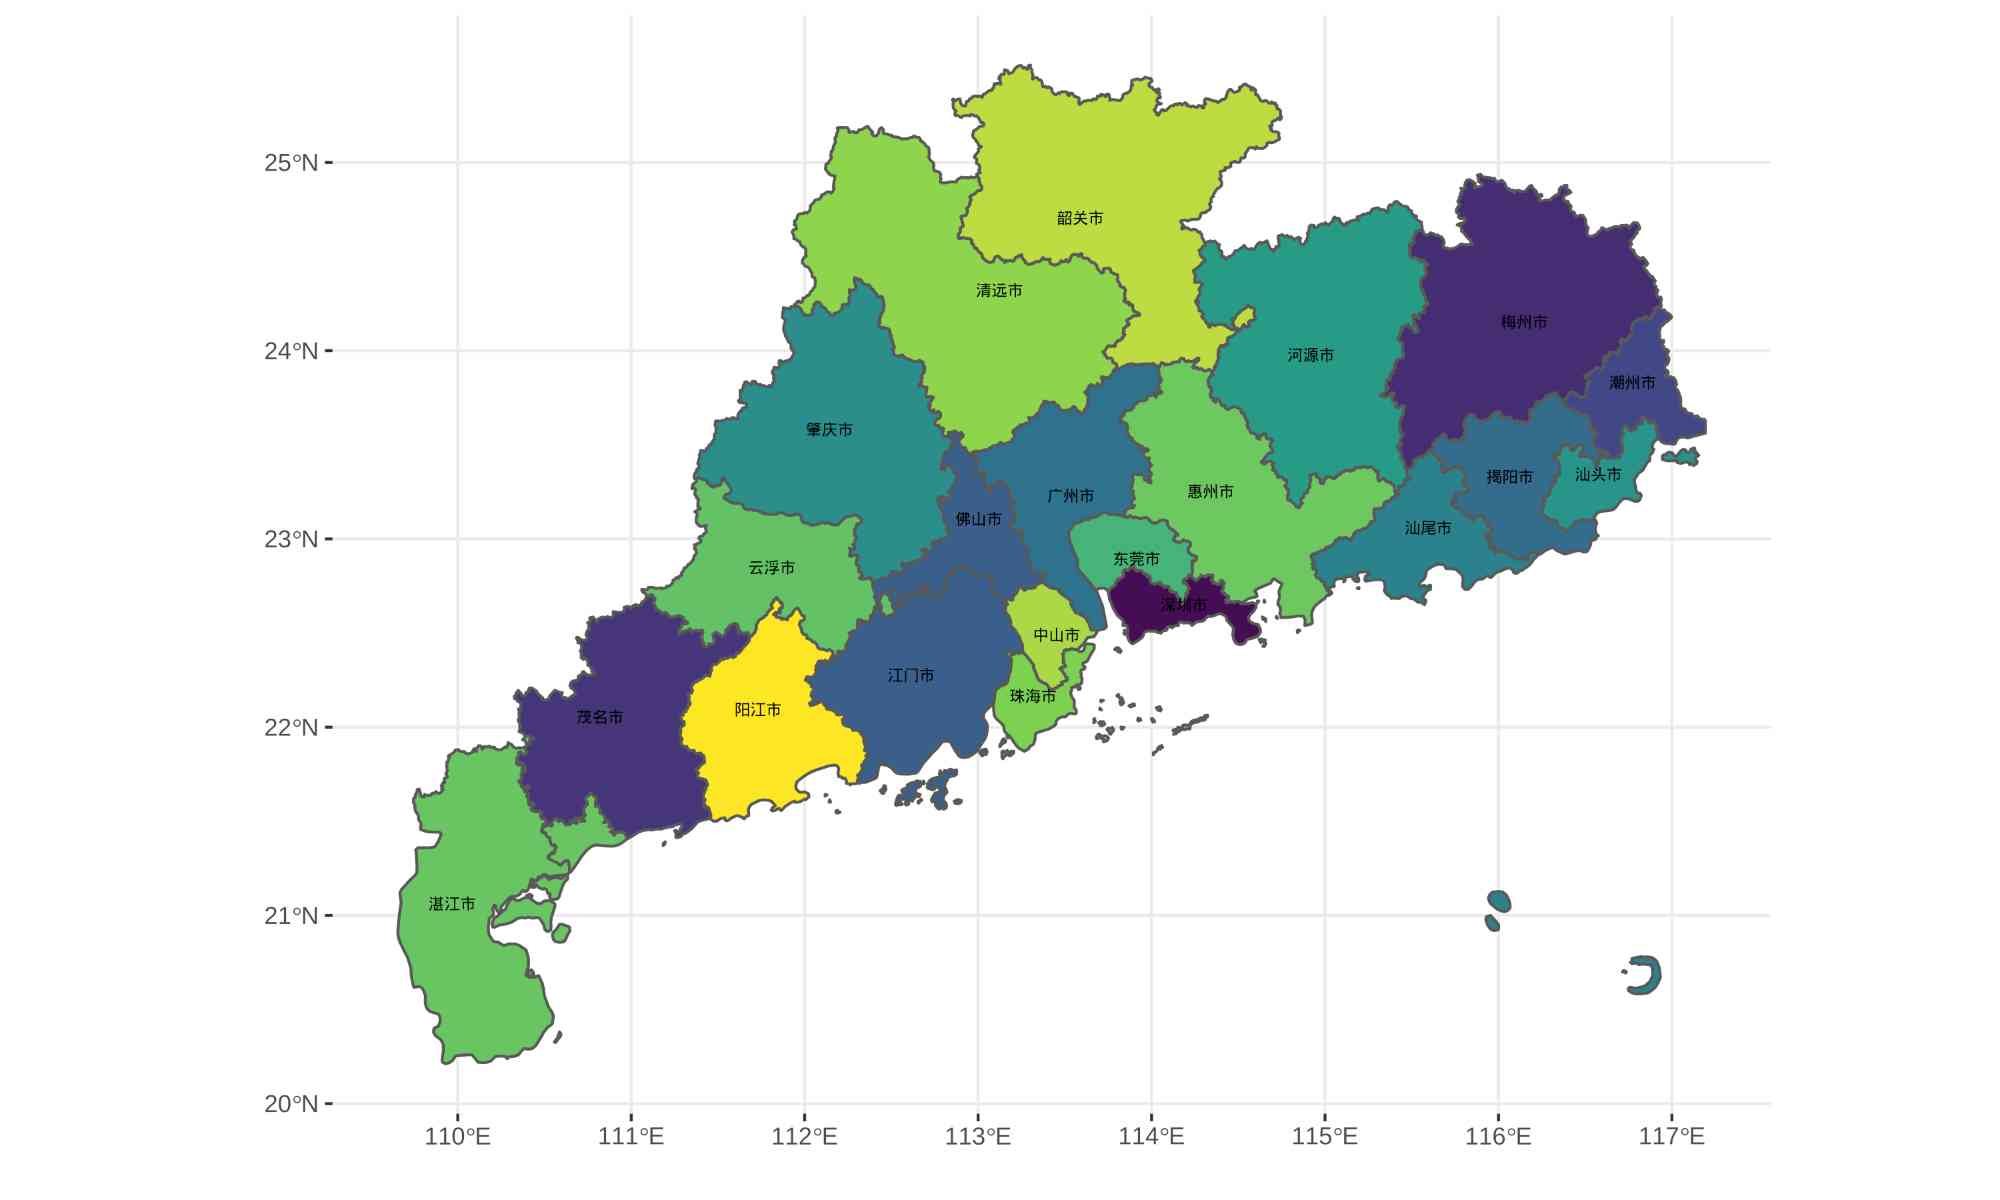 韶关市
清远市
梅州市
河源市
潮州市
肇庆市
汕头市
揭阳市
惠州市
广州市
佛山市
汕尾市
东莞市
云浮市
深圳市
中山市
江门市
珠海市
阳江市
茂名市
湛江市
25°N
24°N
23°N
22°N
21°N
20°N
110°E
111°E
112°E
113°E
114°E
115°E
116°E
117°E